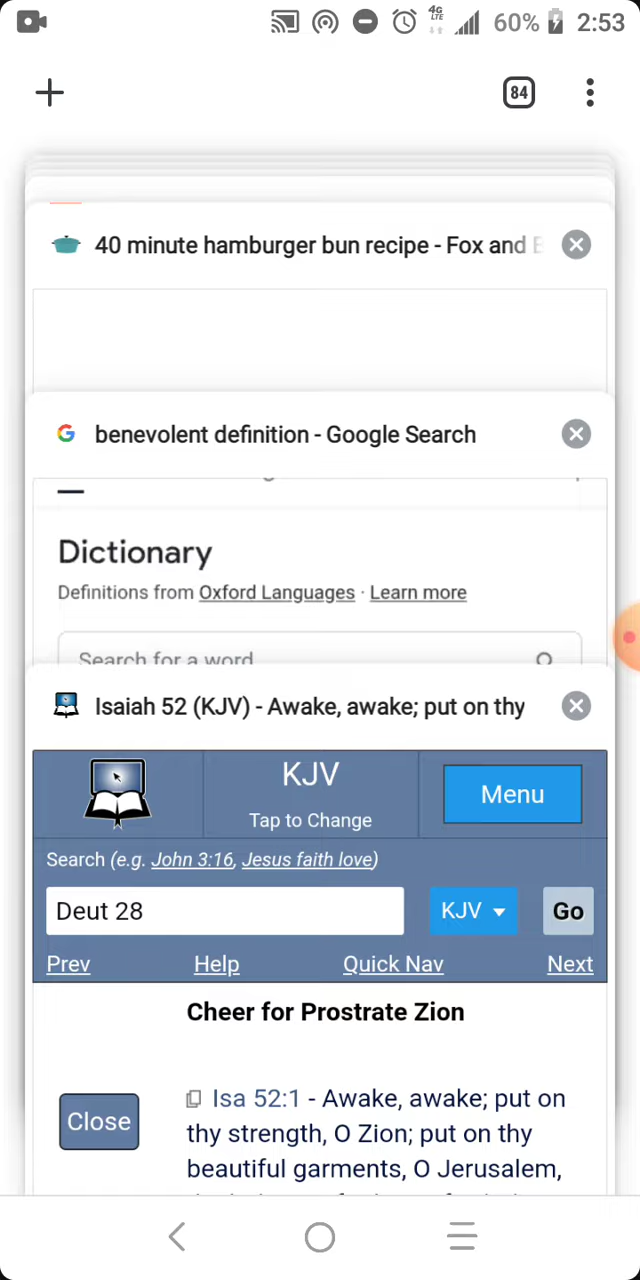 4G
LTE
60%
2:53
84
40 minute hamburger bun recipe - Fox and
benevolent definition - Google Search
Dictionary
Definitions from Oxford Languages · Learn more
Search for a word
Isaiah 52 (KJV) - Awake, awake; put on thy
KJV
Menu
Tap to Change
Search (e.g. John 3:16, Jesus faith love)
Deut 28
KJV
Go
Prev
Help
Quick Nav
Next
Cheer for Prostrate Zion
Isa 52:1 - Awake, awake; put on
Close
thy strength, O Zion; put on thy
beautiful garments, O Jerusalem,